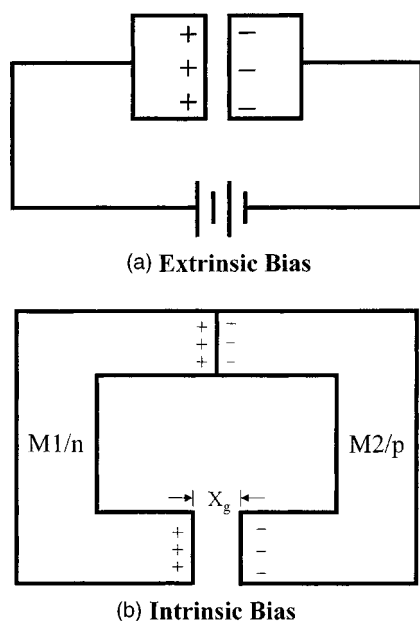 + −
+ −
+ −
(a) Extrinsic Bias
+ −
+ −
+ −
M1/n M2/p
X_g
+ −
+ −
+ −
(b) Intrinsic Bias